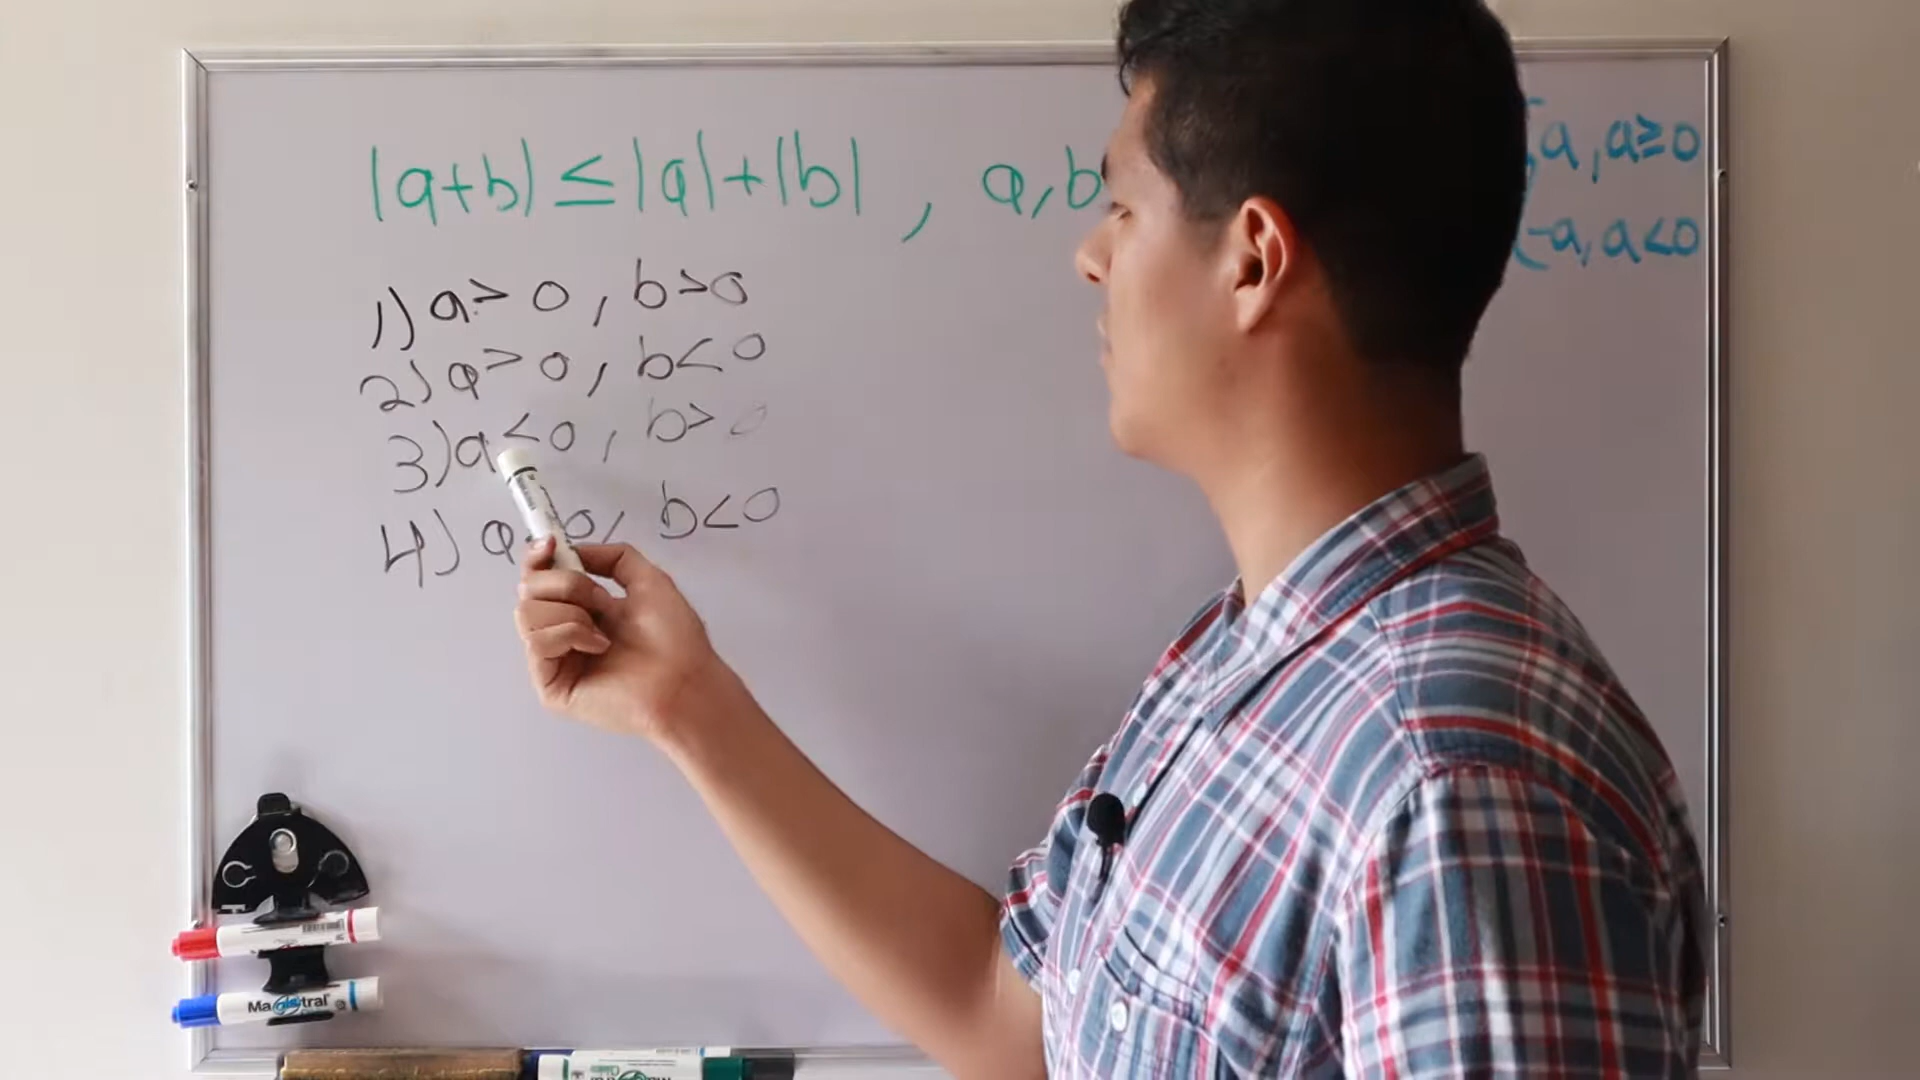 |a+b| ≤ |a|+|b| , a,b
a, a≥0
-a, a<0
1) a> 0 , b>0
2) a> 0 , b<0
3) a<0 , b> 0
4) a 0, b<0
Magistral